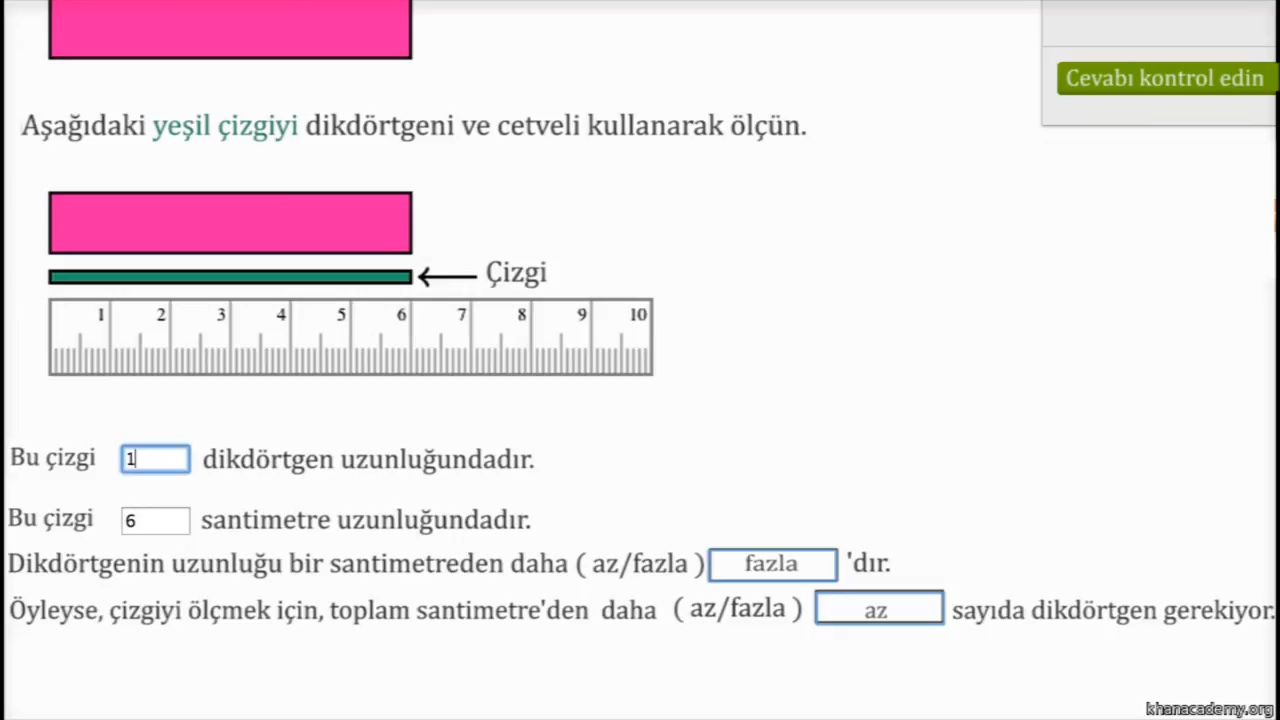 Cevabı kontrol edin
Aşağıdaki yeşil çizgiyi dikdörtgeni ve cetveli kullanarak ölçün.
Çizgi
1 2 3 4 5 6 7 8 9 10
Bu çizgi 1 dikdörtgen uzunluğundadır.
Bu çizgi 6 santimetre uzunluğundadır.
Dikdörtgenin uzunluğu bir santimetreden daha ( az/fazla ) fazla 'dır.
Öyleyse, çizgiyi ölçmek için, toplam santimetre'den daha ( az/fazla ) az sayıda dikdörtgen gerekiyor.
khanacademy.org